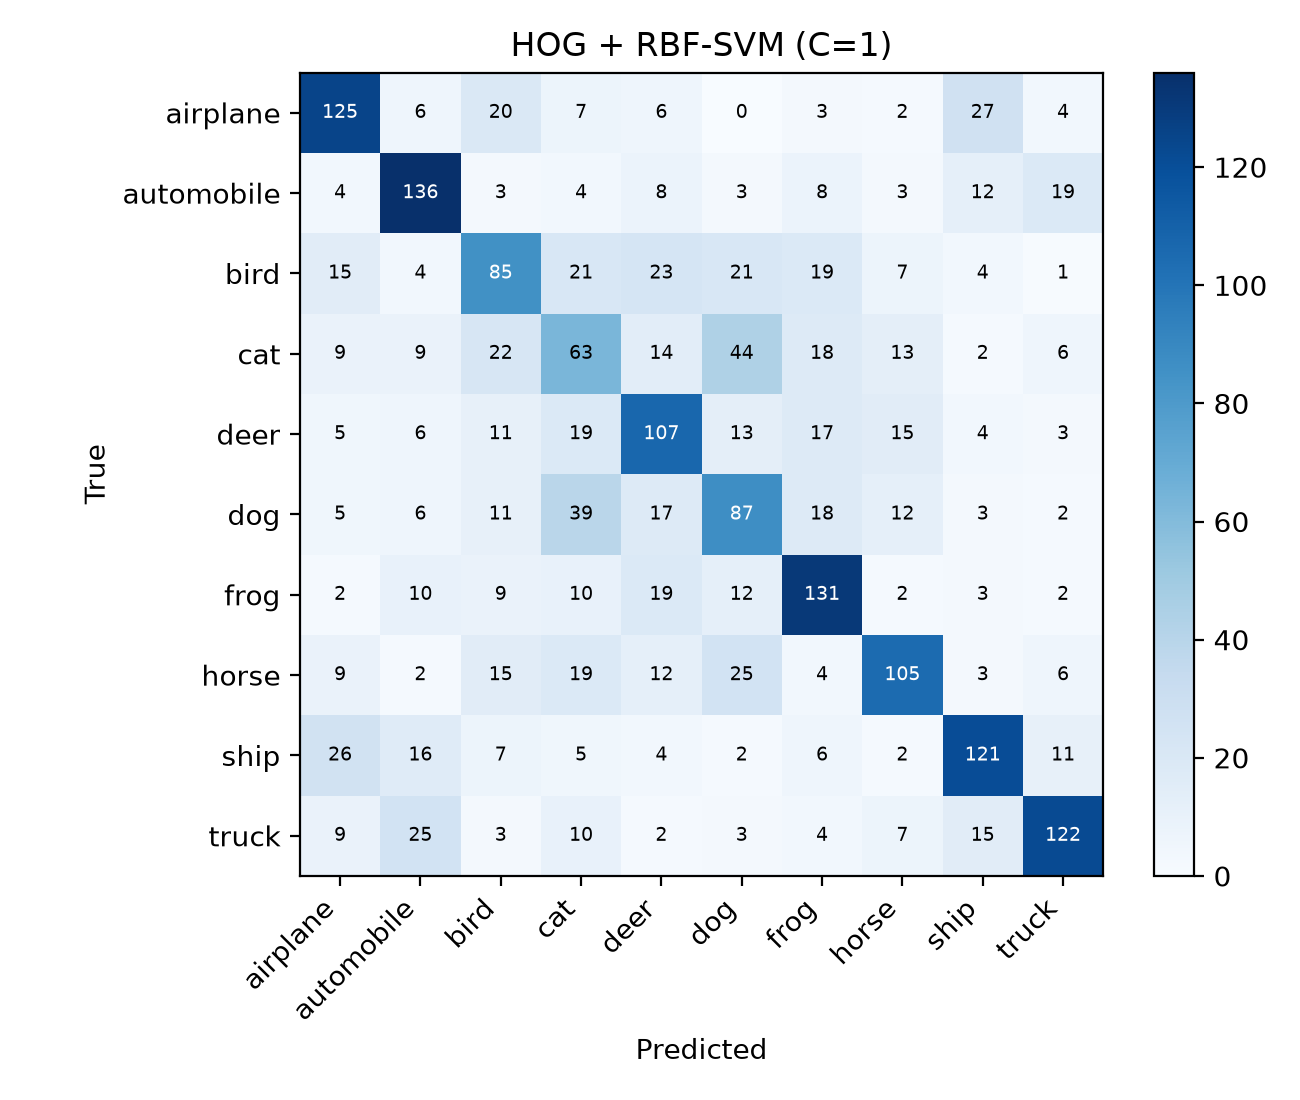 HOG + RBF-SVM (C=1)
True
airplane 125 6 20 7 6 0 3 2 27 4
automobile 4 136 3 4 8 3 8 3 12 19
bird 15 4 85 21 23 21 19 7 4 1
cat 9 9 22 63 14 44 18 13 2 6
deer 5 6 11 19 107 13 17 15 4 3
dog 5 6 11 39 17 87 18 12 3 2
frog 2 10 9 10 19 12 131 2 3 2
horse 9 2 15 19 12 25 4 105 3 6
ship 26 16 7 5 4 2 6 2 121 11
truck 9 25 3 10 2 3 4 7 15 122
airplane automobile bird cat deer dog frog horse ship truck
Predicted
120
100
80
60
40
20
0